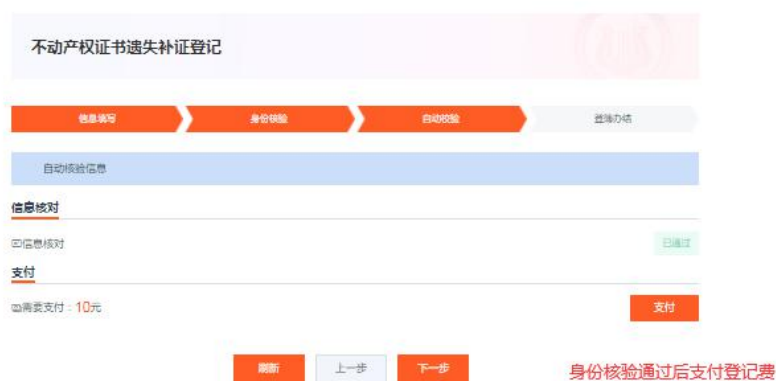 不动产权证书遗失补证登记
信息填写 身份核验 自动校验 登簿办结
自动核验信息
信息核对
信息核对 已通过
支付
需要支付：10元 支付
刷新 上一步 下一步 身份核验通过后支付登记费